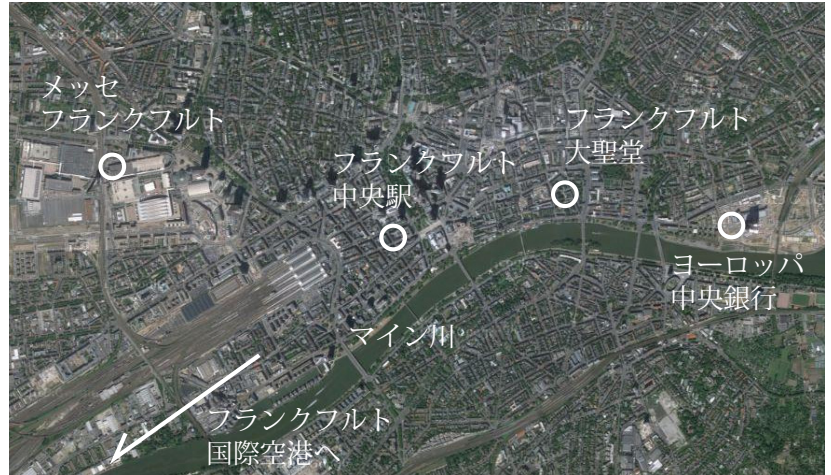 メッセ
フランクフルト
フランクフルト
中央駅
フランクフルト
大聖堂
ヨーロッパ
中央銀行
マイン川
フランクフルト
国際空港へ